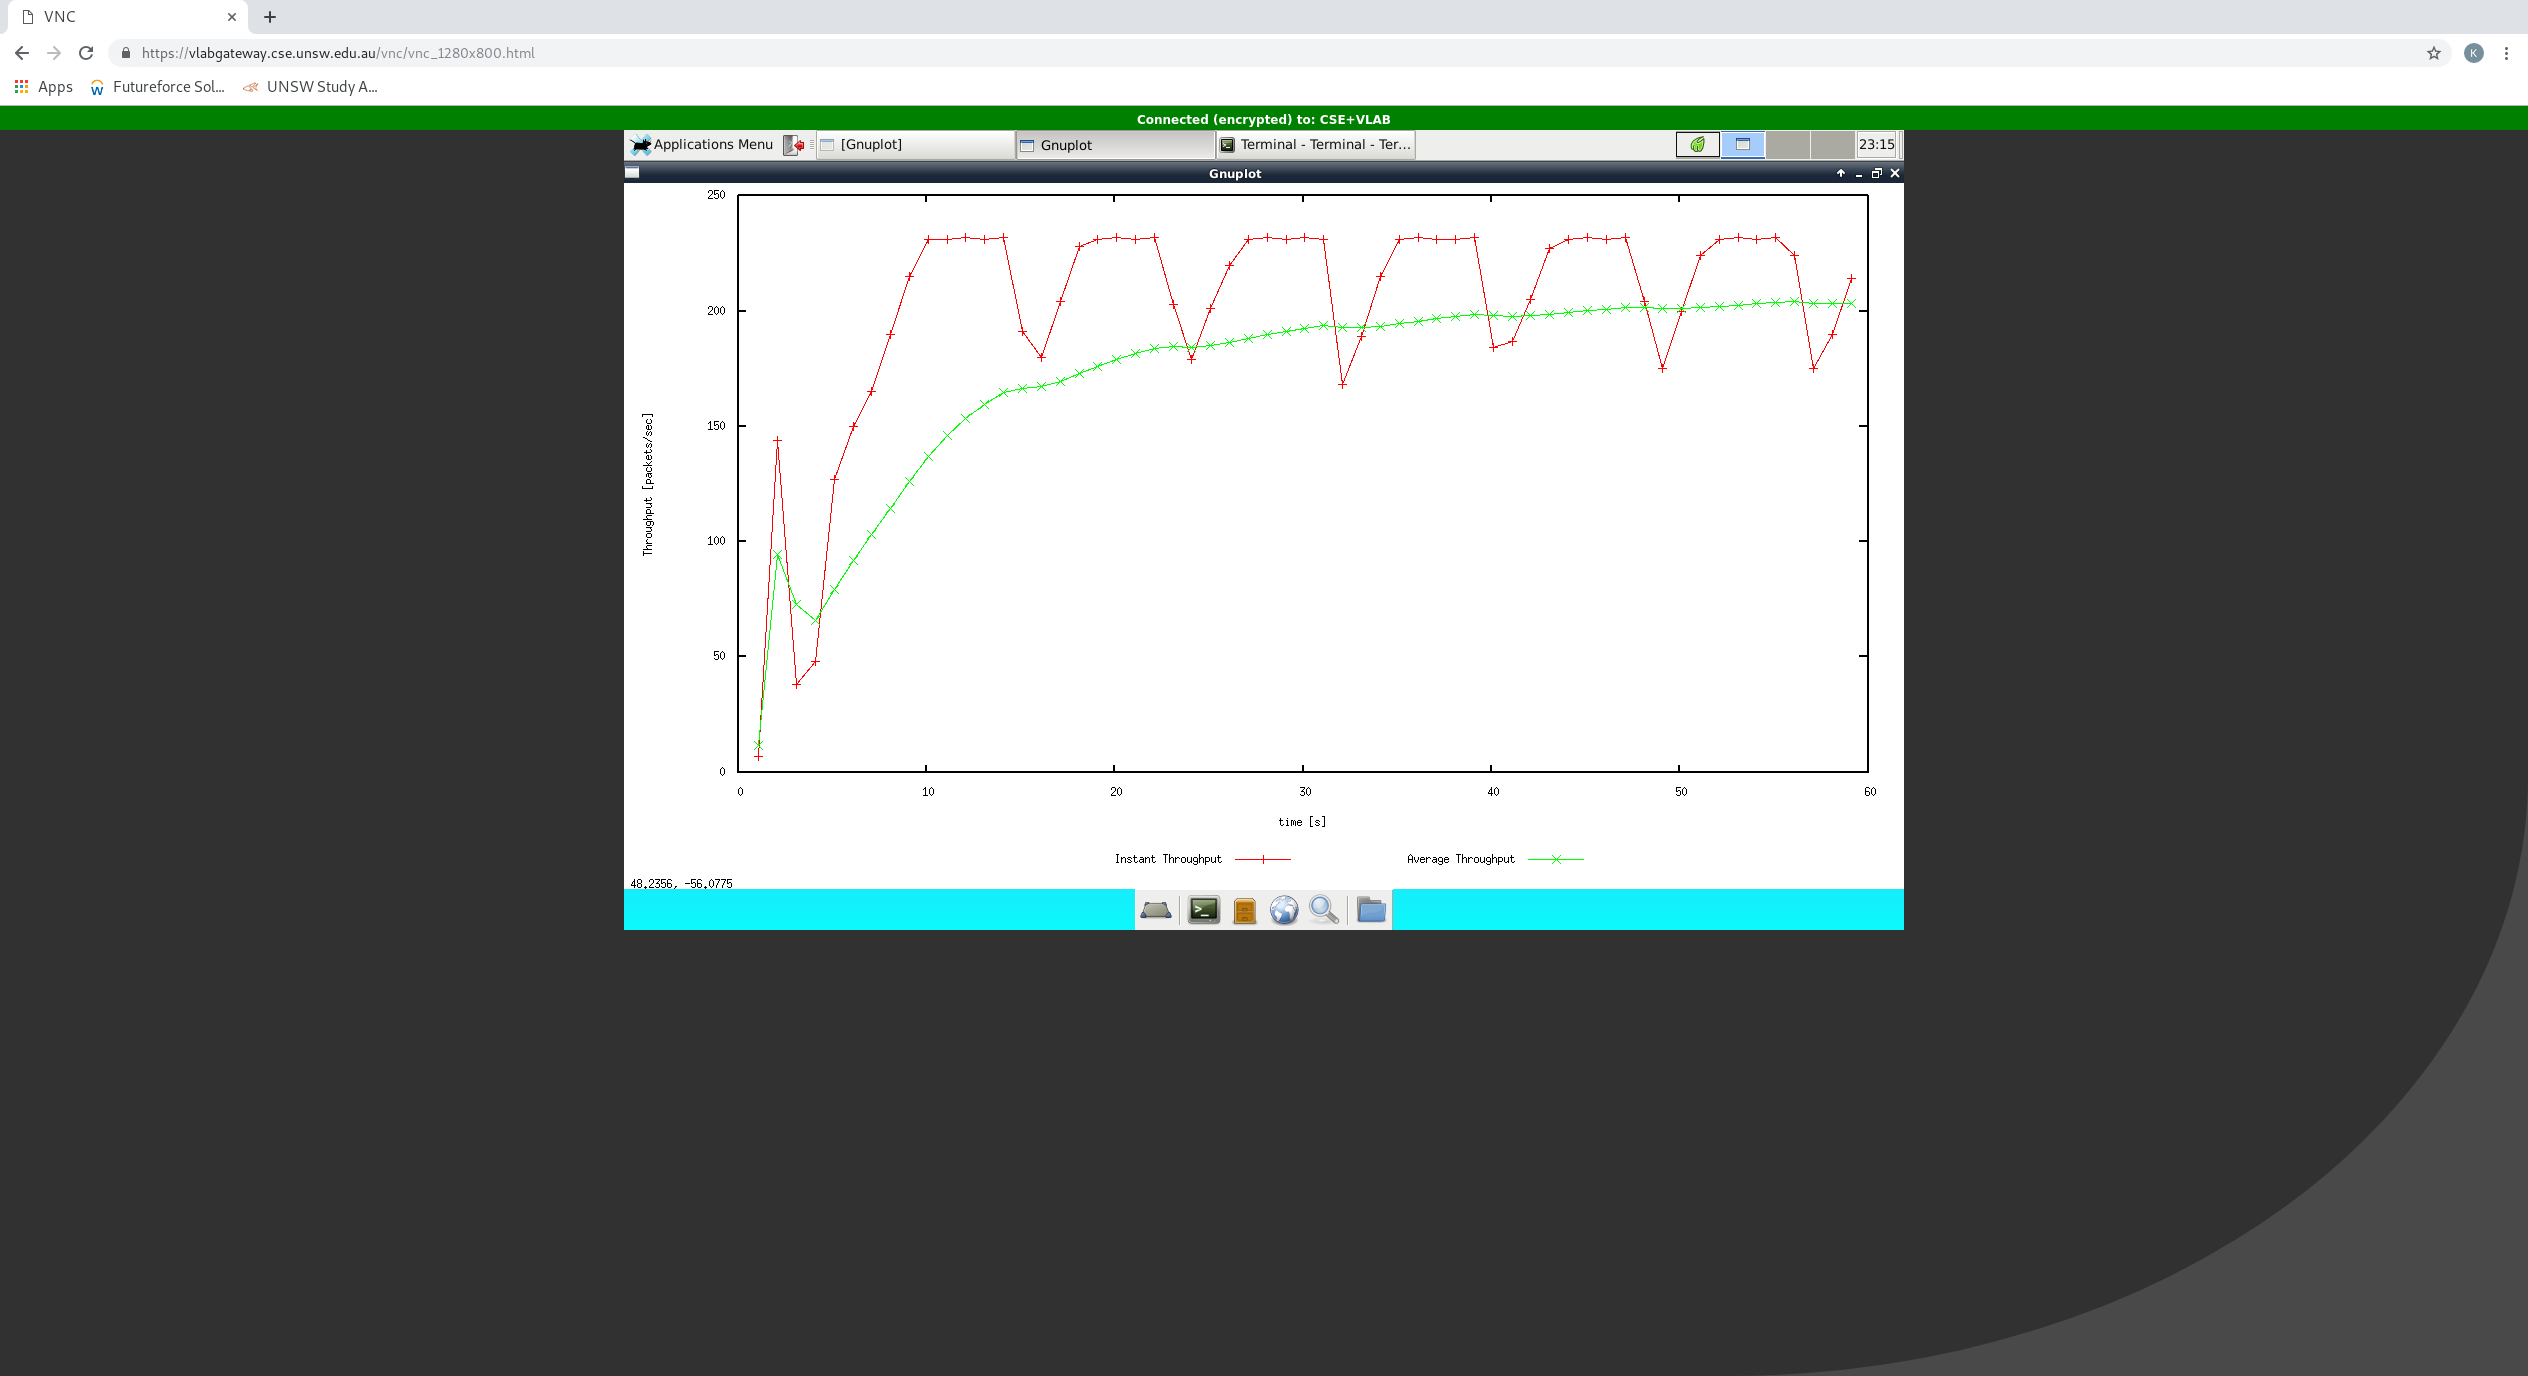 VNC
https://vlabgateway.cse.unsw.edu.au/vnc/vnc_1280x800.html
K
Apps
Futureforce Sol...
UNSW Study A...
Connected (encrypted) to: CSE+VLAB
Applications Menu
[Gnuplot]
Gnuplot
Terminal - Terminal - Ter...
23:15
Gnuplot
250
200
150
100
50
0
Throughput [packets/sec]
0 10 20 30 40 50 60
time [s]
Instant Throughput
Average Throughput
48.2356, -56.0775